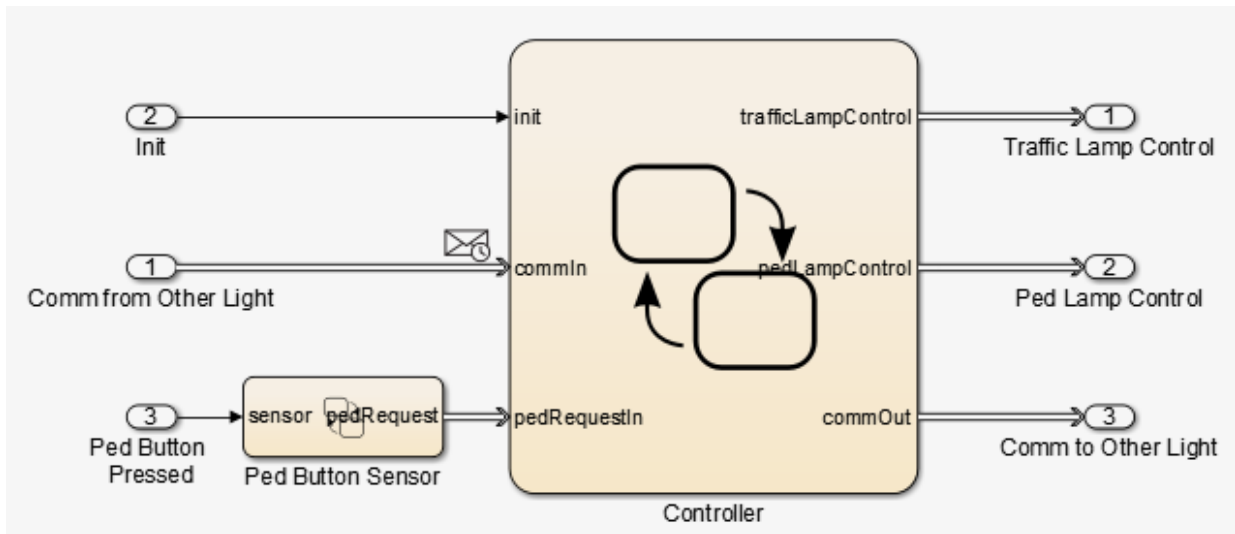 2
init
trafficLampControl
1
Init
Traffic Lamp Control
1
commIn
pedLampControl
2
Comm from Other Light
Ped Lamp Control
3
sensor pedRequest
pedRequestIn
commOut
3
Ped Button
Pressed
Ped Button Sensor
Comm to Other Light
Controller